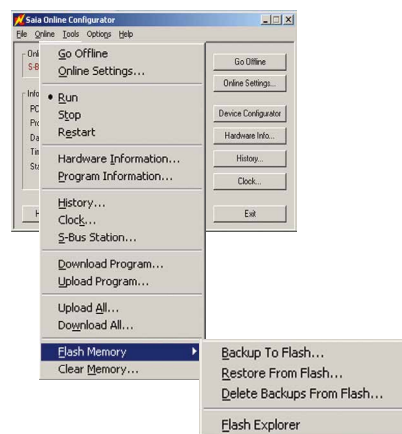 Saia Online Configurator
File Online Tools Options Help
Go Offline
Online Settings...
Run
Stop
Restart
Hardware Information...
Program Information...
History...
Clock...
S-Bus Station...
Download Program...
Upload Program...
Upload All...
Download All...
Flash Memory
Clear Memory...
Backup To Flash...
Restore From Flash...
Delete Backups From Flash...
Flash Explorer
Go Offline
Online Settings...
Device Configurator
Hardware Info...
History...
Clock...
Exit